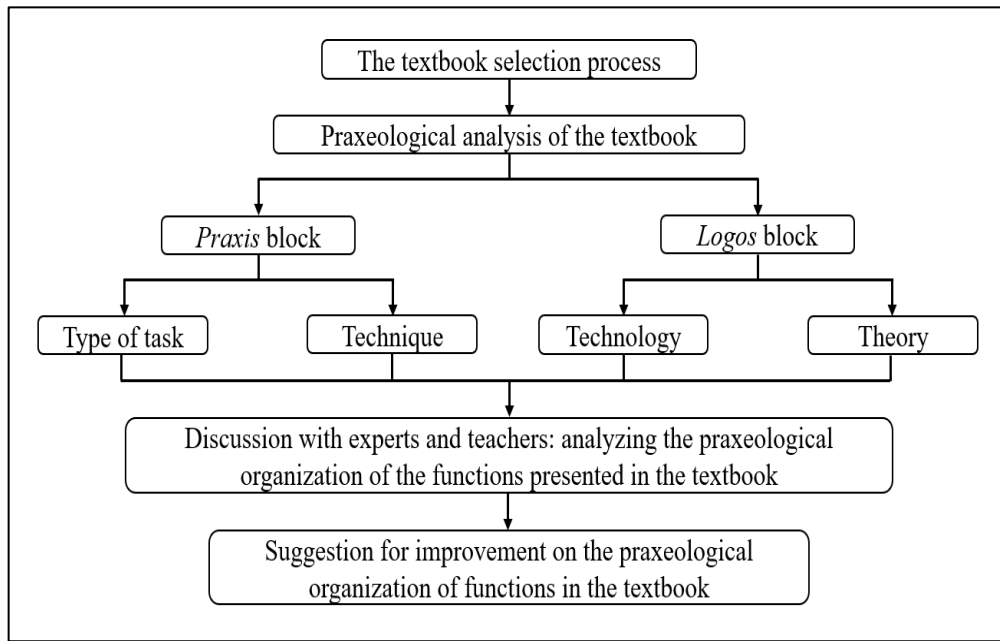 The textbook selection process
Praxeological analysis of the textbook
Praxis block
Logos block
Type of task
Technique
Technology
Theory
Discussion with experts and teachers: analyzing the praxeological
organization of the functions presented in the textbook
Suggestion for improvement on the praxeological
organization of functions in the textbook